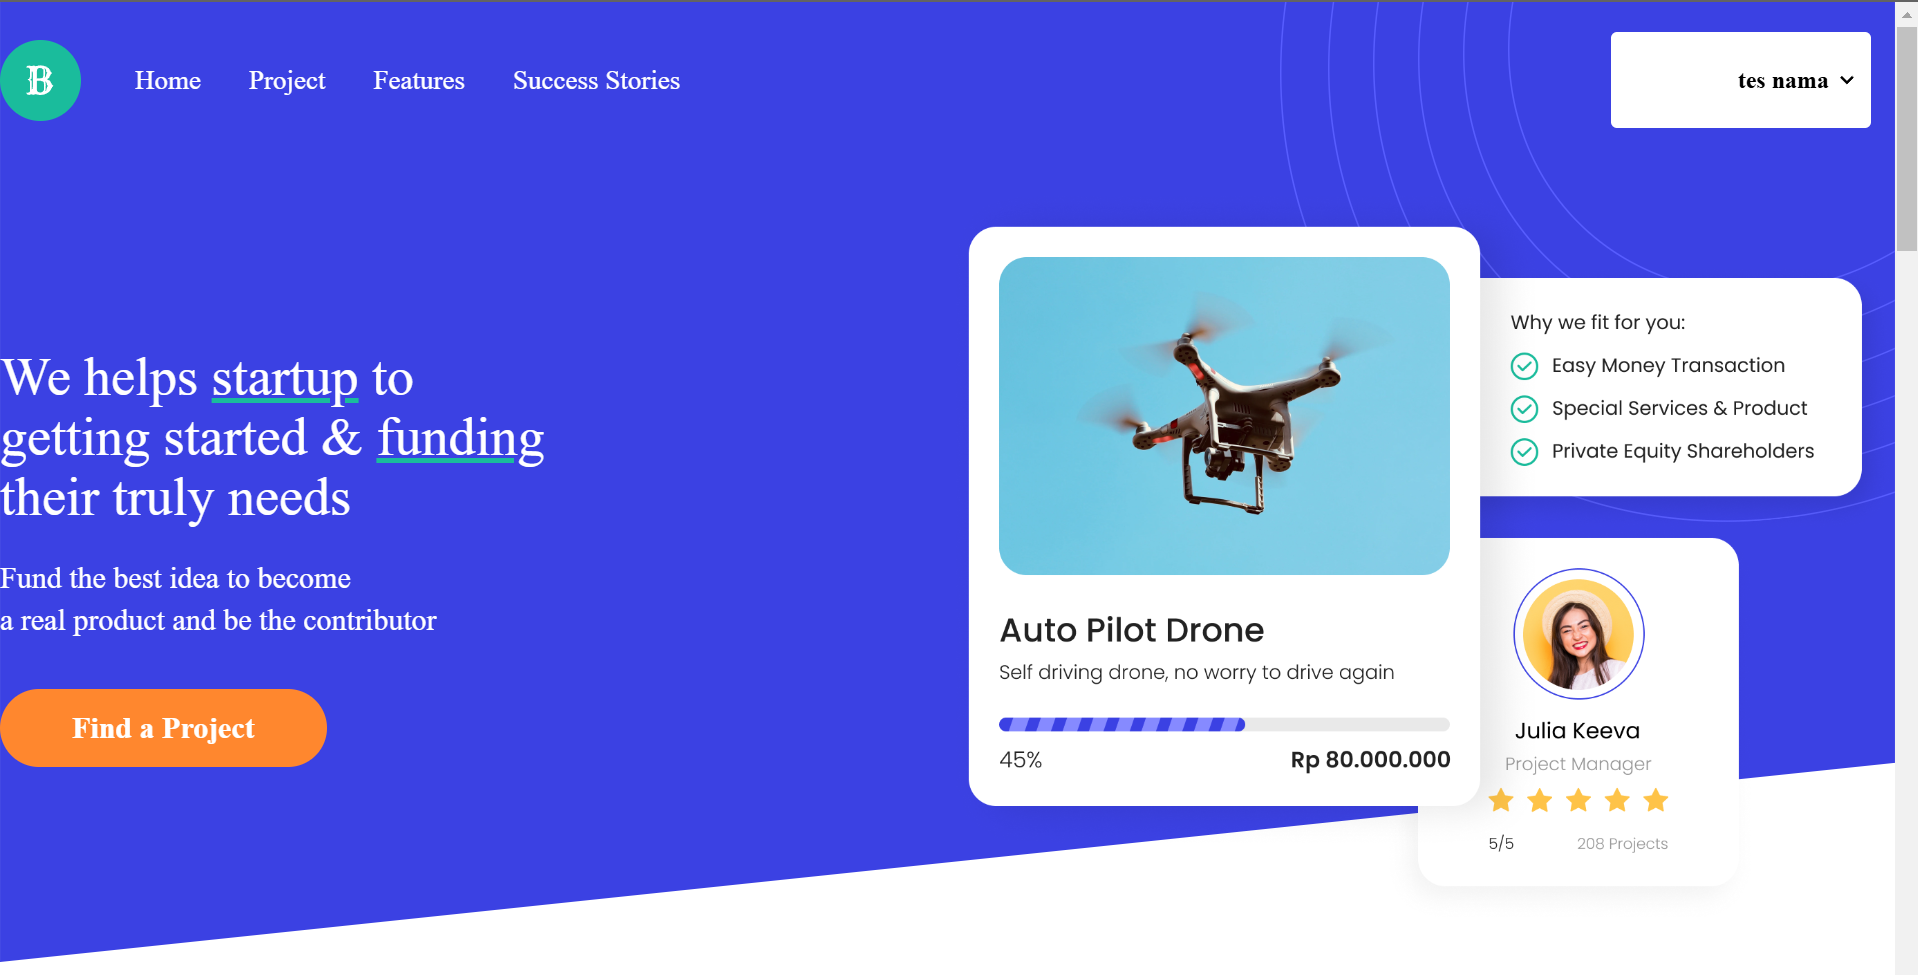 B
Home Project Features Success Stories
tes nama
We helps startup to
getting started & funding
their truly needs
Fund the best idea to become
a real product and be the contributor
Find a Project
Auto Pilot Drone
Self driving drone, no worry to drive again
45% Rp 80.000.000
Why we fit for you:
Easy Money Transaction
Special Services & Product
Private Equity Shareholders
Julia Keeva
Project Manager
5/5 208 Projects